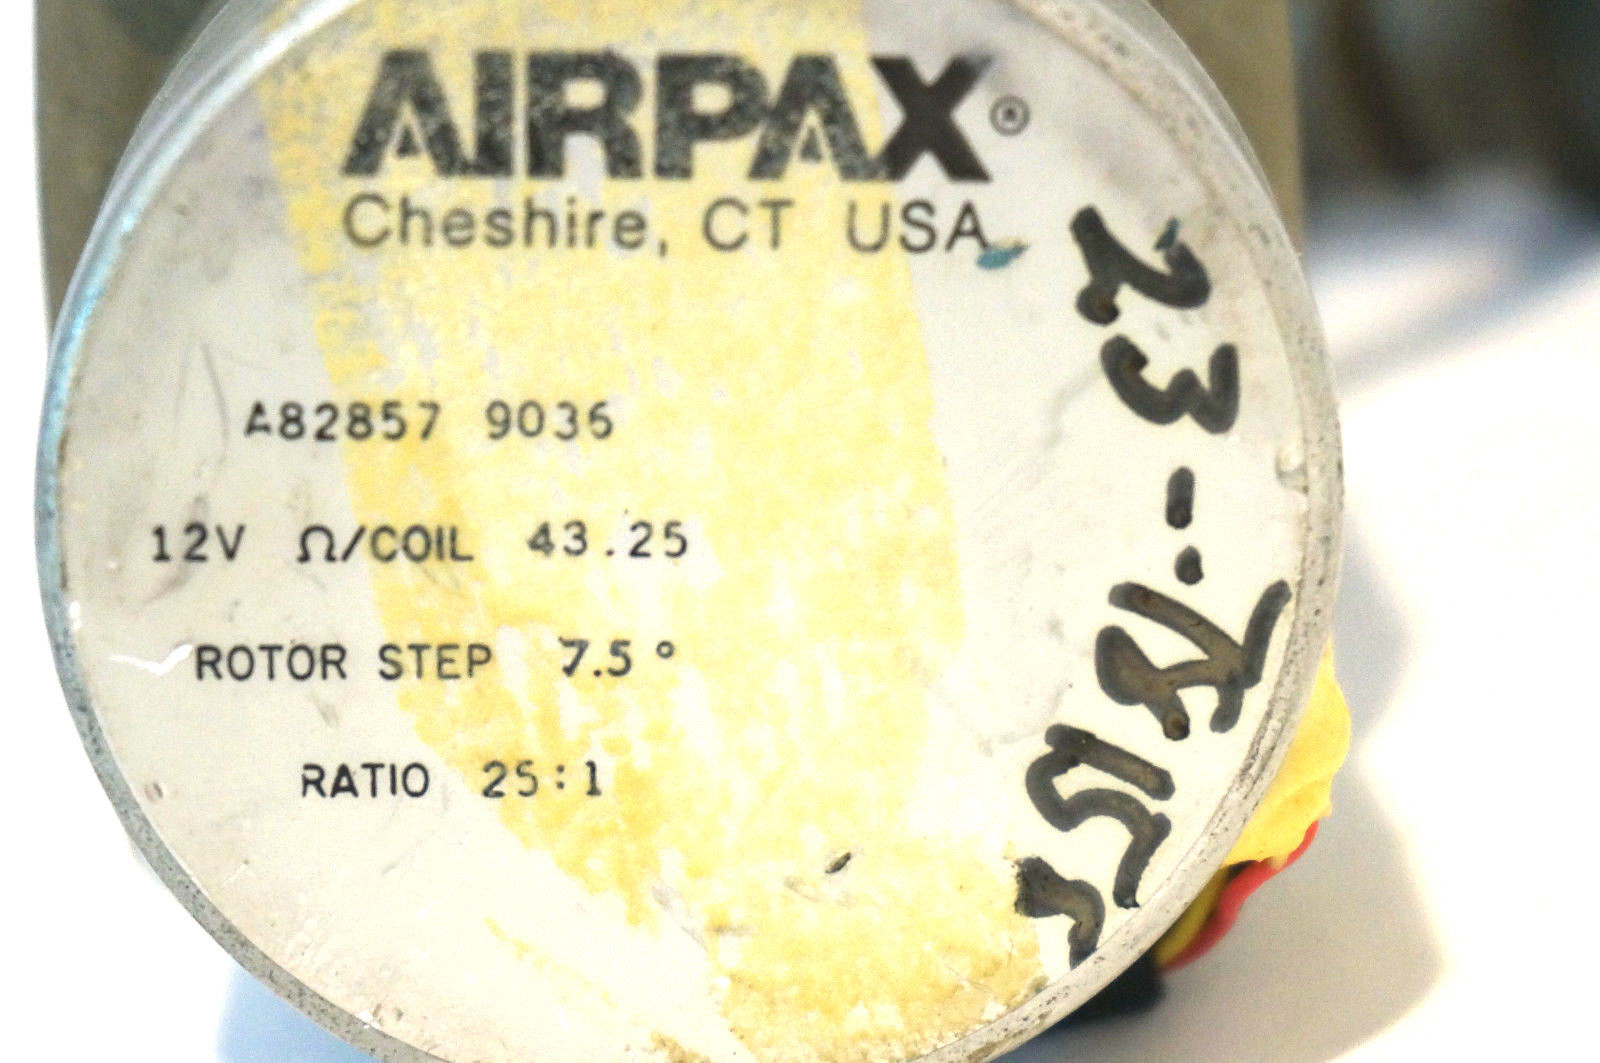 AIRPAX®
Cheshire, CT USA
A82857 9036
12V Ω/COIL 43.25
ROTOR STEP 7.5°
RATIO 25:1